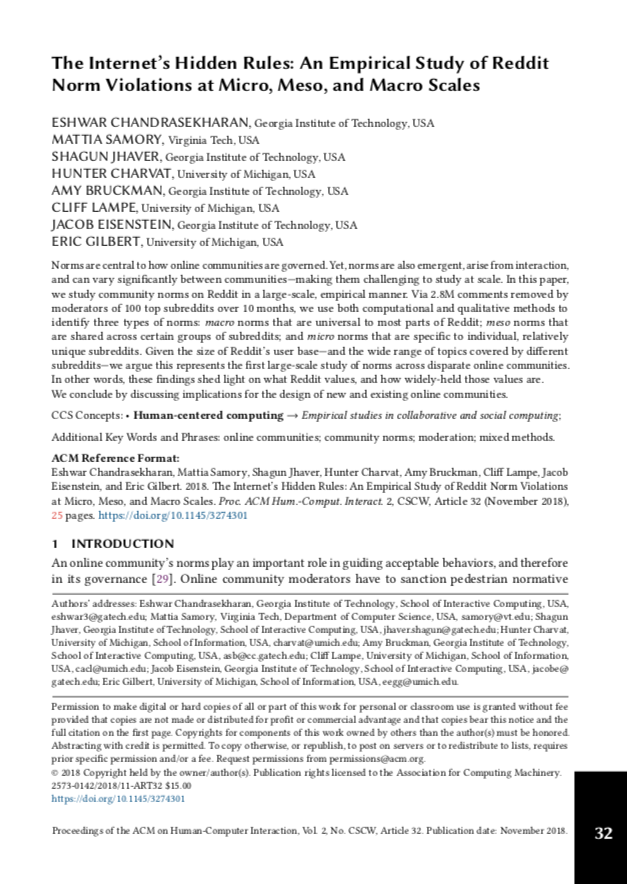 The Internet's Hidden Rules: An Empirical Study of Reddit
Norm Violations at Micro, Meso, and Macro Scales
ESHWAR CHANDRASEKHARAN, Georgia Institute of Technology, USA
MATTIA SAMORY, Virginia Tech, USA
SHAGUN JHAVER, Georgia Institute of Technology, USA
HUNTER CHARVAT, University of Michigan, USA
AMY BRUCKMAN, Georgia Institute of Technology, USA
CLIFF LAMPE, University of Michigan, USA
JACOB EISENSTEIN, Georgia Institute of Technology, USA
ERIC GILBERT, University of Michigan, USA
Norms are central to how online communities are governed. Yet, norms are also emergent, arise from interaction,
and can vary significantly between communities—making them challenging to study at scale. In this paper,
we study community norms on Reddit in a large-scale, empirical manner. Via 2.8M comments removed by
moderators of 100 top subreddits over 10 months, we use both computational and qualitative methods to
identify three types of norms: macro norms that are universal to most parts of Reddit; meso norms that
are shared across certain groups of subreddits; and micro norms that are specific to individual, relatively
unique subreddits. Given the size of Reddit's user base—and the wide range of topics covered by different
subreddits—we argue this represents the first large-scale study of norms across disparate online communities.
In other words, these findings shed light on what Reddit values, and how widely-held those values are.
We conclude by discussing implications for the design of new and existing online communities.
CCS Concepts: • Human-centered computing → Empirical studies in collaborative and social computing;
Additional Key Words and Phrases: online communities; community norms; moderation; mixed methods.
ACM Reference Format:
Eshwar Chandrasekharan, Mattia Samory, Shagun Jhaver, Hunter Charvat, Amy Bruckman, Cliff Lampe, Jacob
Eisenstein, and Eric Gilbert. 2018. The Internet's Hidden Rules: An Empirical Study of Reddit Norm Violations
at Micro, Meso, and Macro Scales. Proc. ACM Hum.-Comput. Interact. 2, CSCW, Article 32 (November 2018),
25 pages. https://doi.org/10.1145/3274301
1 INTRODUCTION
An online community's norms play an important role in guiding acceptable behaviors, and therefore
in its governance [29]. Online community moderators have to sanction pedestrian normative
Authors' addresses: Eshwar Chandrasekharan, Georgia Institute of Technology, School of Interactive Computing, USA,
eshwar3@gatech.edu; Mattia Samory, Virginia Tech, Department of Computer Science, USA, samory@vt.edu; Shagun
Jhaver, Georgia Institute of Technology, School of Interactive Computing, USA, jhaver.shagun@gatech.edu; Hunter Charvat,
University of Michigan, School of Information, USA, charvat@umich.edu; Amy Bruckman, Georgia Institute of Technology,
School of Interactive Computing, USA, asb@cc.gatech.edu; Cliff Lampe, University of Michigan, School of Information,
USA, cacl@umich.edu; Jacob Eisenstein, Georgia Institute of Technology, School of Interactive Computing, USA, jacobe@
gatech.edu; Eric Gilbert, University of Michigan, School of Information, USA, eegg@umich.edu.
Permission to make digital or hard copies of all or part of this work for personal or classroom use is granted without fee
provided that copies are not made or distributed for profit or commercial advantage and that copies bear this notice and the
full citation on the first page. Copyrights for components of this work owned by others than the author(s) must be honored.
Abstracting with credit is permitted. To copy otherwise, or republish, to post on servers or to redistribute to lists, requires
prior specific permission and/or a fee. Request permissions from permissions@acm.org.
© 2018 Copyright held by the owner/author(s). Publication rights licensed to the Association for Computing Machinery.
2573-0142/2018/11-ART32 $15.00
https://doi.org/10.1145/3274301
Proceedings of the ACM on Human-Computer Interaction, Vol. 2, No. CSCW, Article 32. Publication date: November 2018.
32